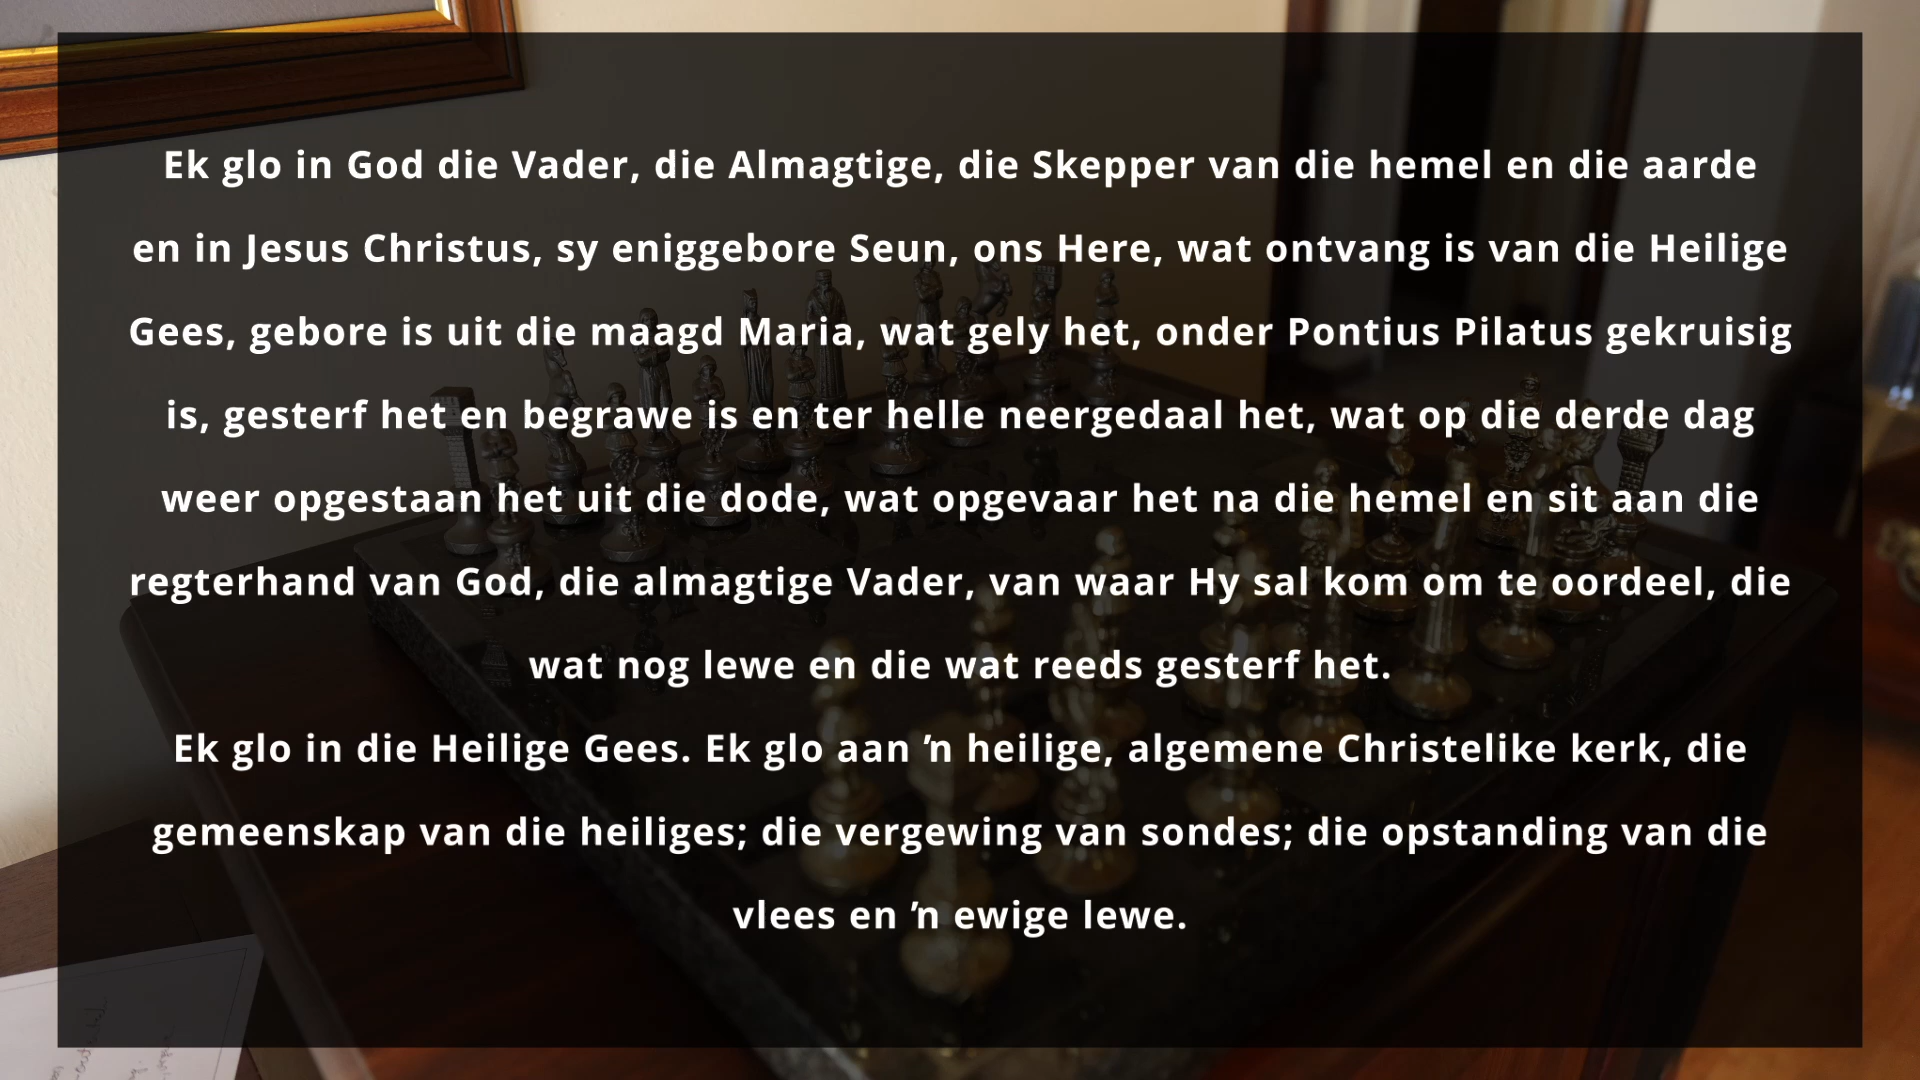 Ek glo in God die Vader, die Almagtige, die Skepper van die hemel en die aarde
en in Jesus Christus, sy eniggebore Seun, ons Here, wat ontvang is van die Heilige
Gees, gebore is uit die maagd Maria, wat gely het, onder Pontius Pilatus gekruisig
is, gesterf het en begrawe is en ter helle neergedaal het, wat op die derde dag
weer opgestaan het uit die dode, wat opgevaar het na die hemel en sit aan die
regterhand van God, die almagtige Vader, van waar Hy sal kom om te oordeel, die
wat nog lewe en die wat reeds gesterf het.
Ek glo in die Heilige Gees. Ek glo aan ’n heilige, algemene Christelike kerk, die
gemeenskap van die heiliges; die vergewing van sondes; die opstanding van die
vlees en ’n ewige lewe.